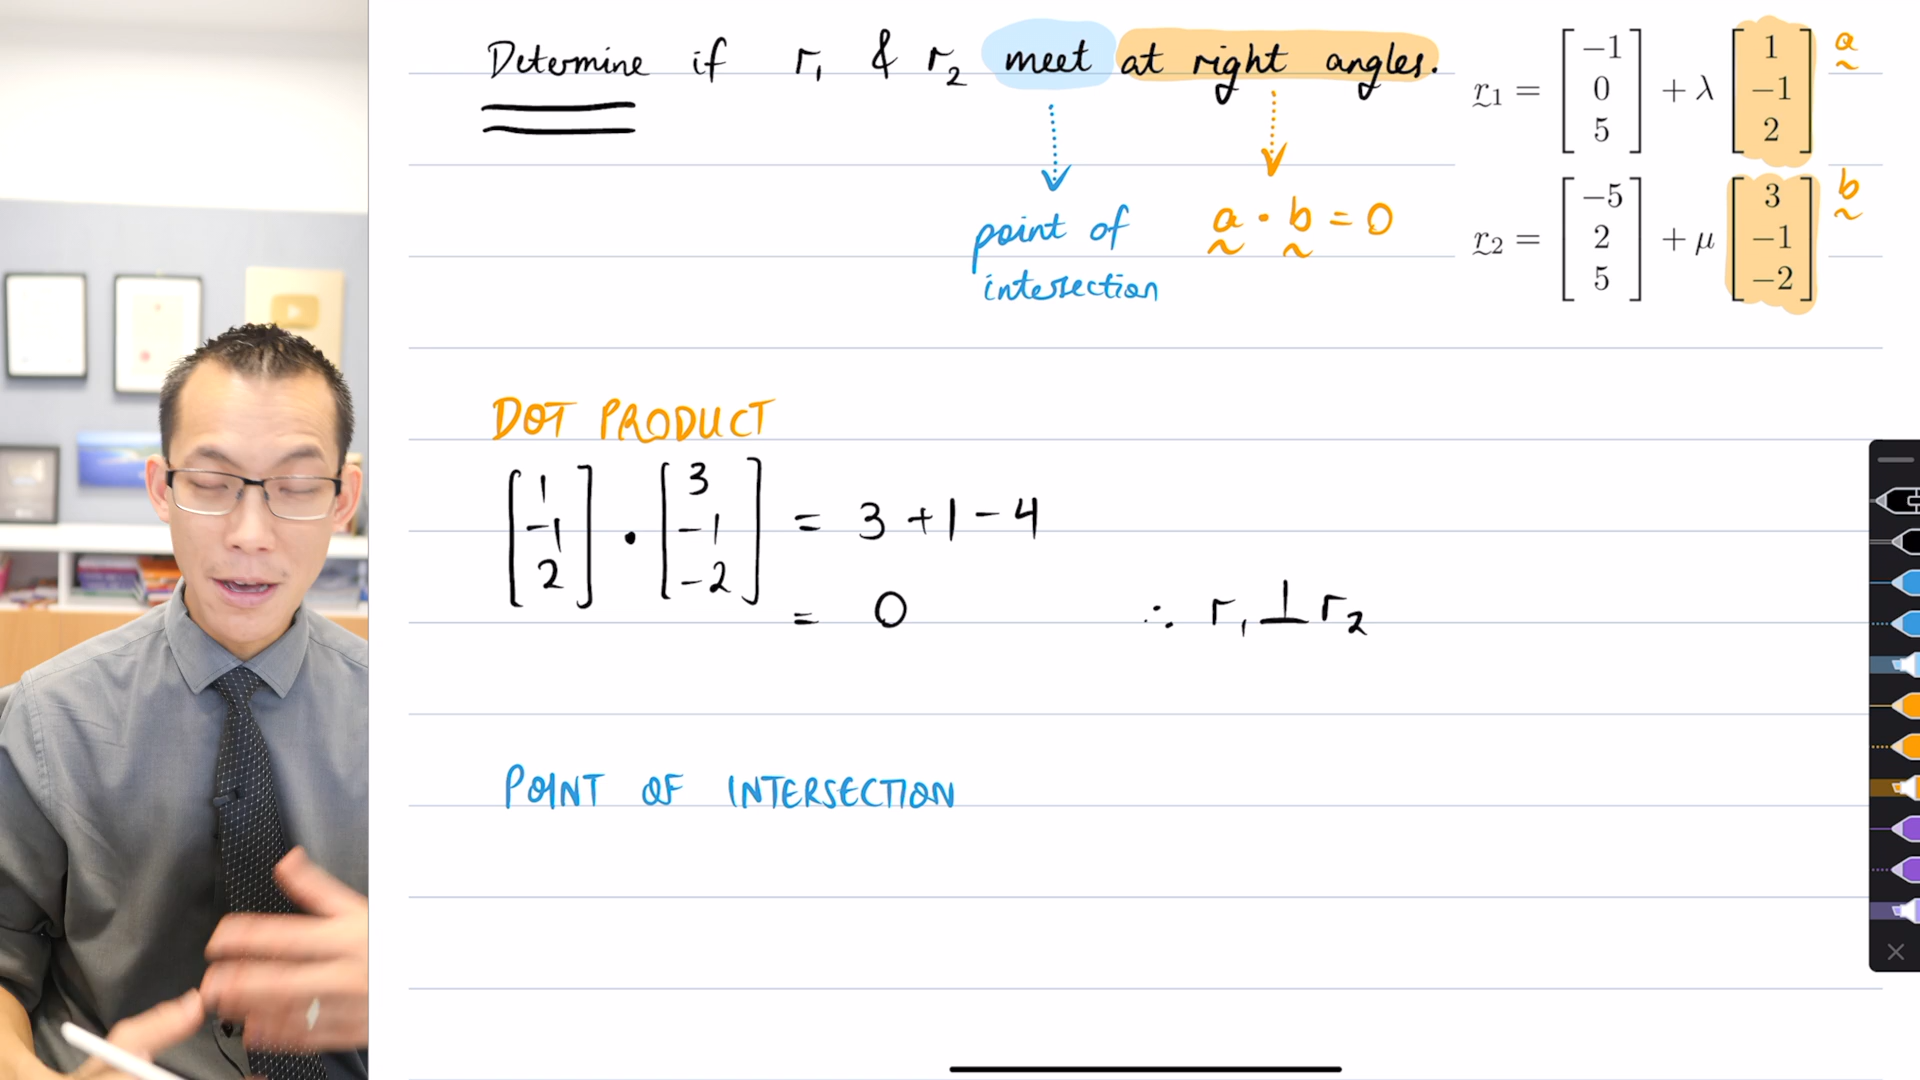 Determine if r₁ & r₂ meet at right angles.
point of
intersection
a · b = 0
r1 = [−1 0 5] + λ [1 −1 2] a
r2 = [−5 2 5] + μ [3 −1 −2] b
DOT PRODUCT
[1 −1 2] · [3 −1 −2] = 3 + 1 − 4
= 0 ∴ r₁ ⊥ r₂
POINT OF INTERSECTION